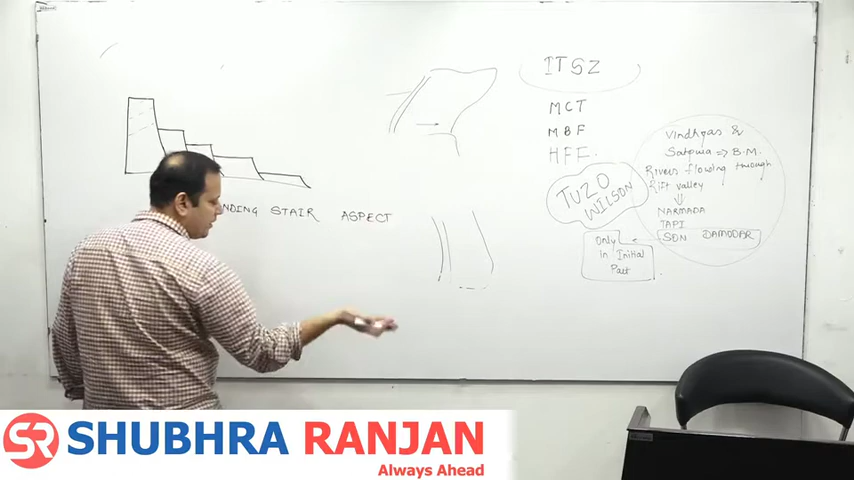 ITSZ
MCT
MBF
HFF
Vindhyas &
Satpura => B.M.
Rivers flowing through
Rift valley
NARMADA
TAPI
SON DAMODAR
TUZO
WILSON
Only
in Initial
Part
NDING STAIR ASPECT
SR SHUBHRA RANJAN
Always Ahead